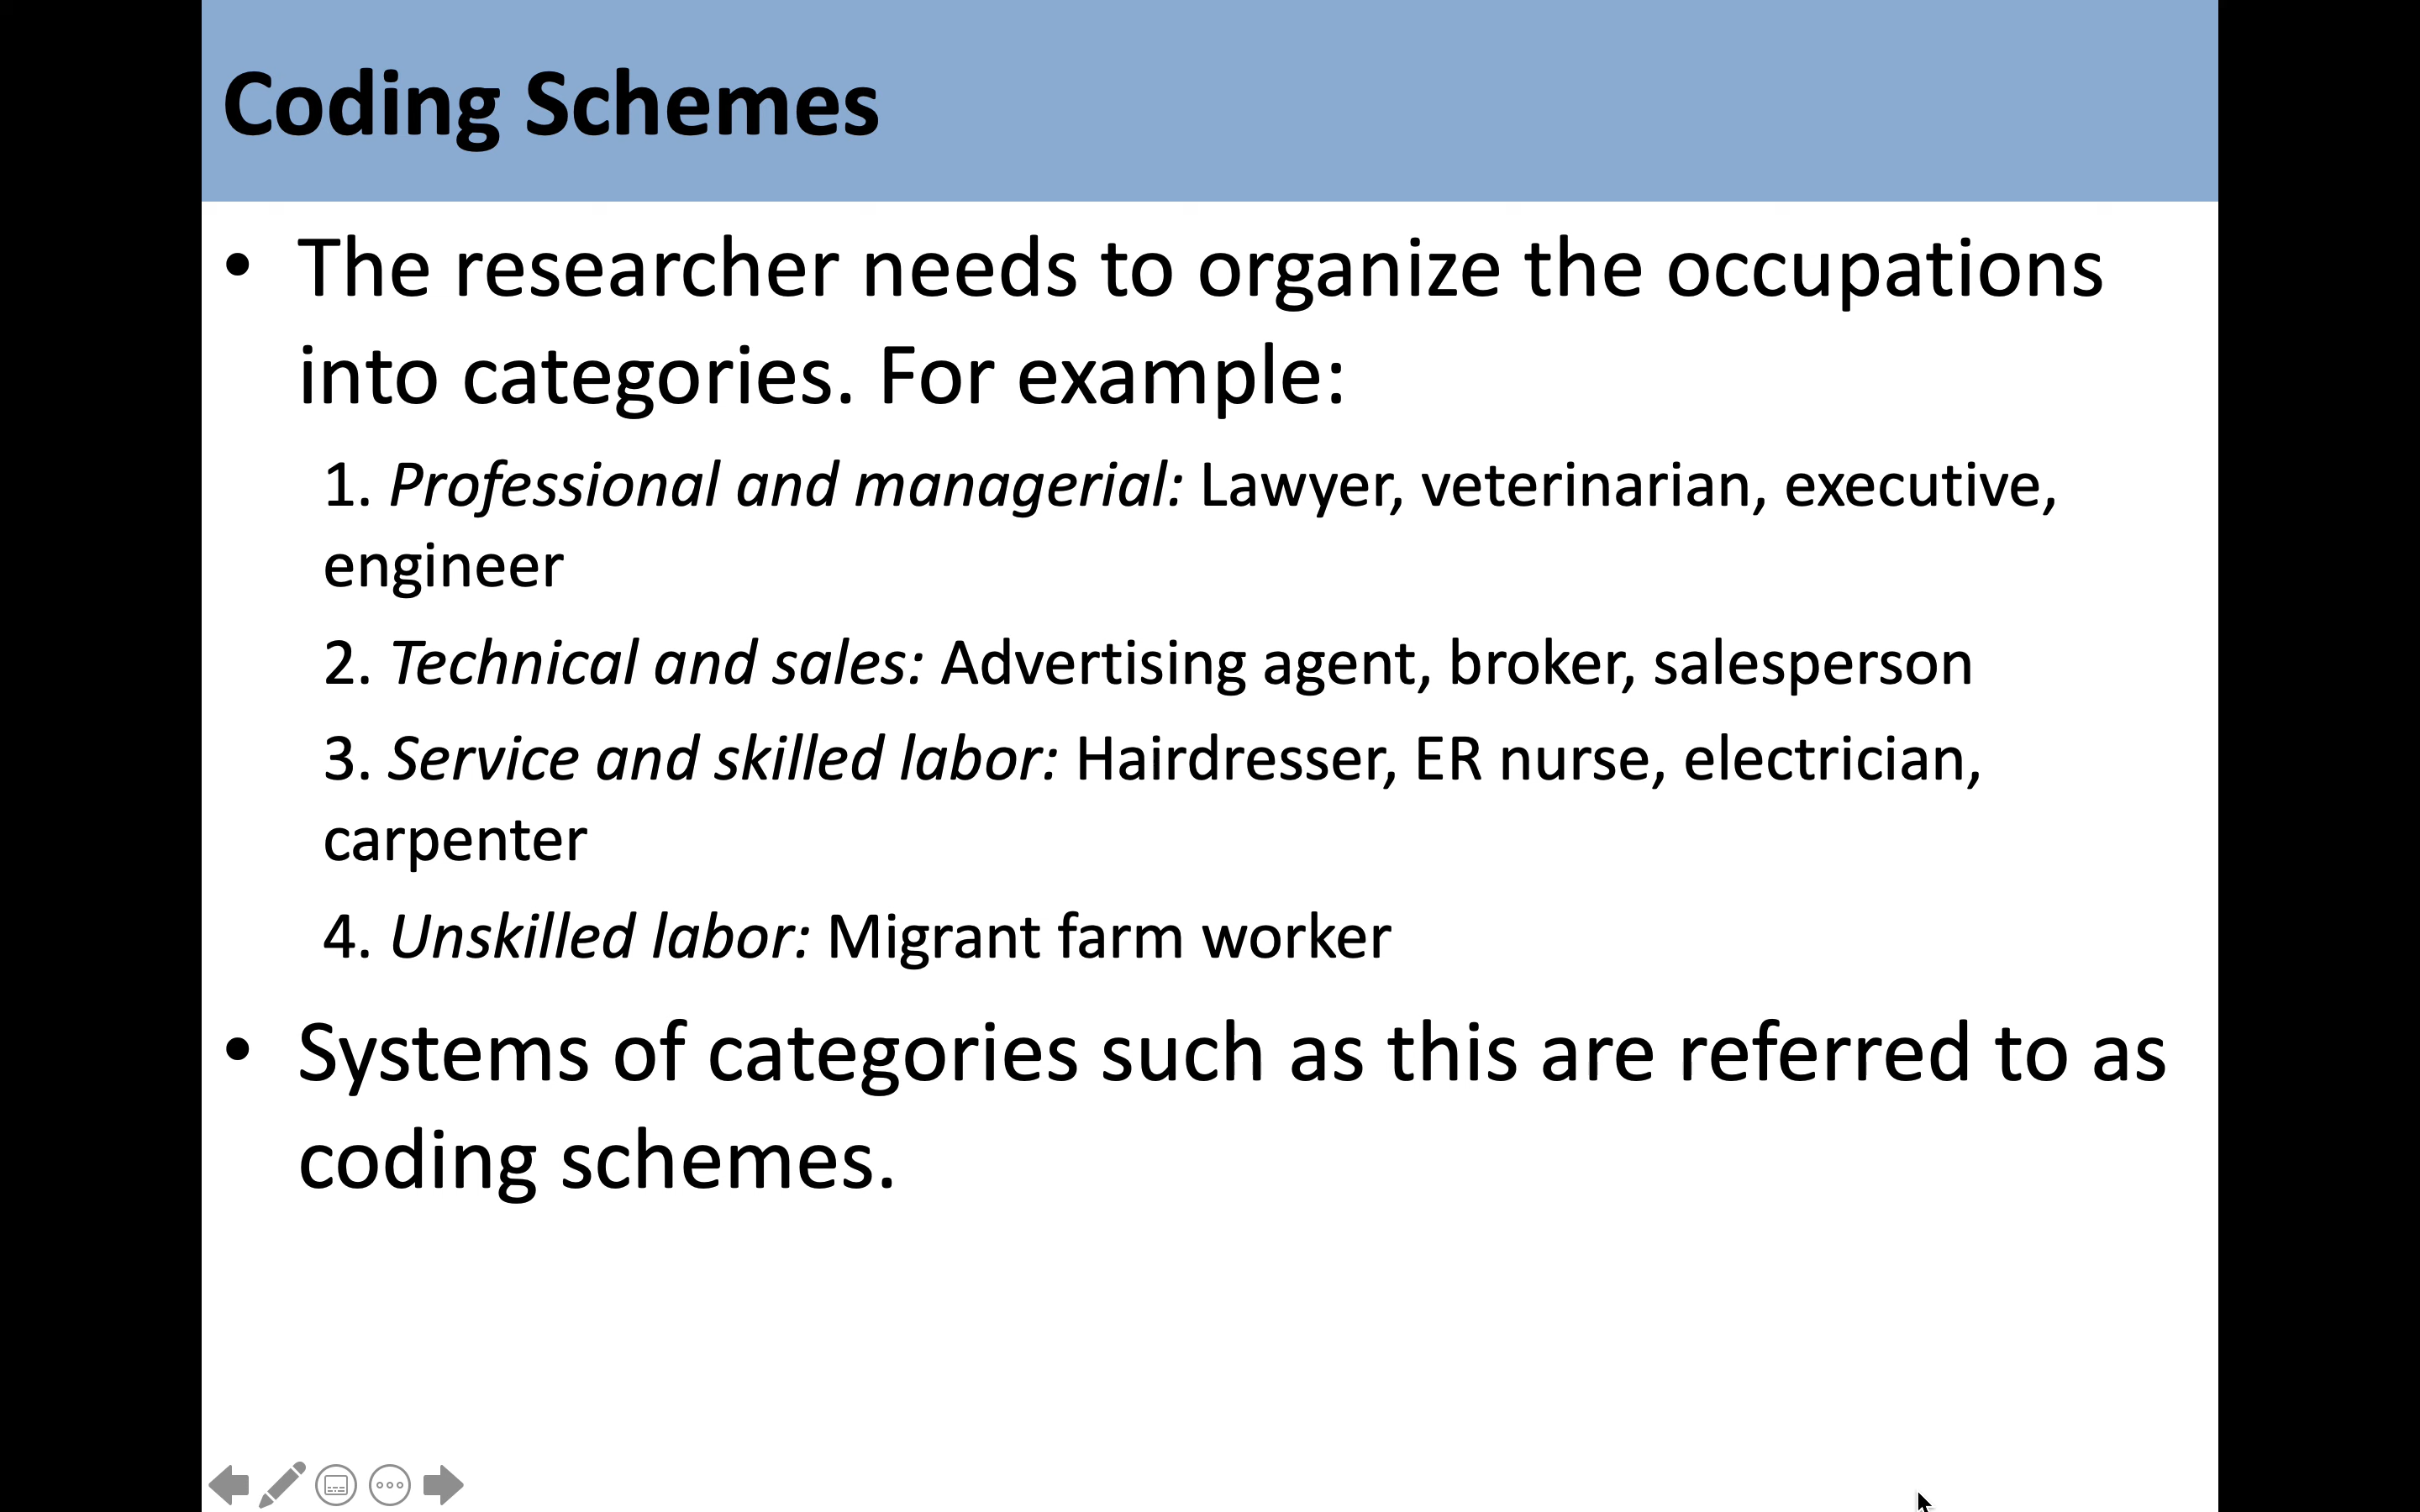 Coding Schemes
• The researcher needs to organize the occupations
into categories. For example:
1. Professional and managerial: Lawyer, veterinarian, executive,
engineer
2. Technical and sales: Advertising agent, broker, salesperson
3. Service and skilled labor: Hairdresser, ER nurse, electrician,
carpenter
4. Unskilled labor: Migrant farm worker
• Systems of categories such as this are referred to as
coding schemes.